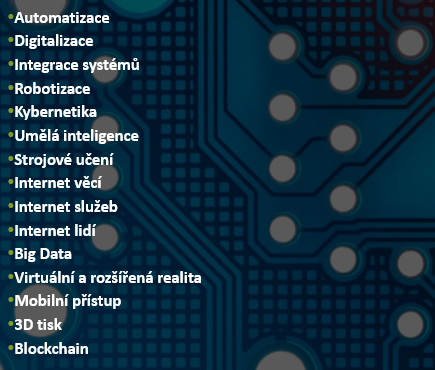 •Automatizace
•Digitalizace
•Integrace systémů
•Robotizace
•Kybernetika
•Umělá inteligence
•Strojové učení
•Internet věcí
•Internet služeb
•Internet lidí
•Big Data
•Virtuální a rozšířená realita
•Mobilní přístup
•3D tisk
•Blockchain